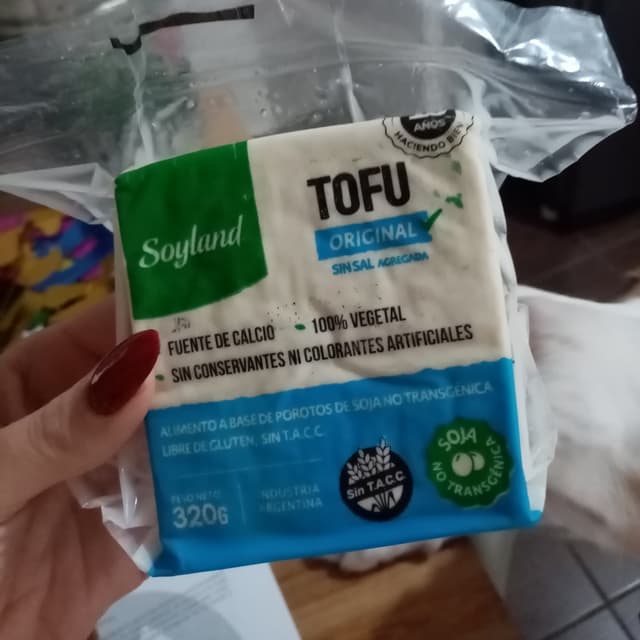 AÑOS
HACIENDO BIEN
Soyland
TOFU
ORIGINAL
SIN SAL AGREGADA
FUENTE DE CALCIO
100% VEGETAL
SIN CONSERVANTES NI COLORANTES ARTIFICIALES
ALIMENTO A BASE DE POROTOS DE SOJA NO TRANSGÉNICA
LIBRE DE GLUTEN, SIN T.A.C.C.
PESO NETO
320G
INDUSTRIA
ARGENTINA
Sin T.A.C.C.
SOJA
NO TRANSGÉNICA